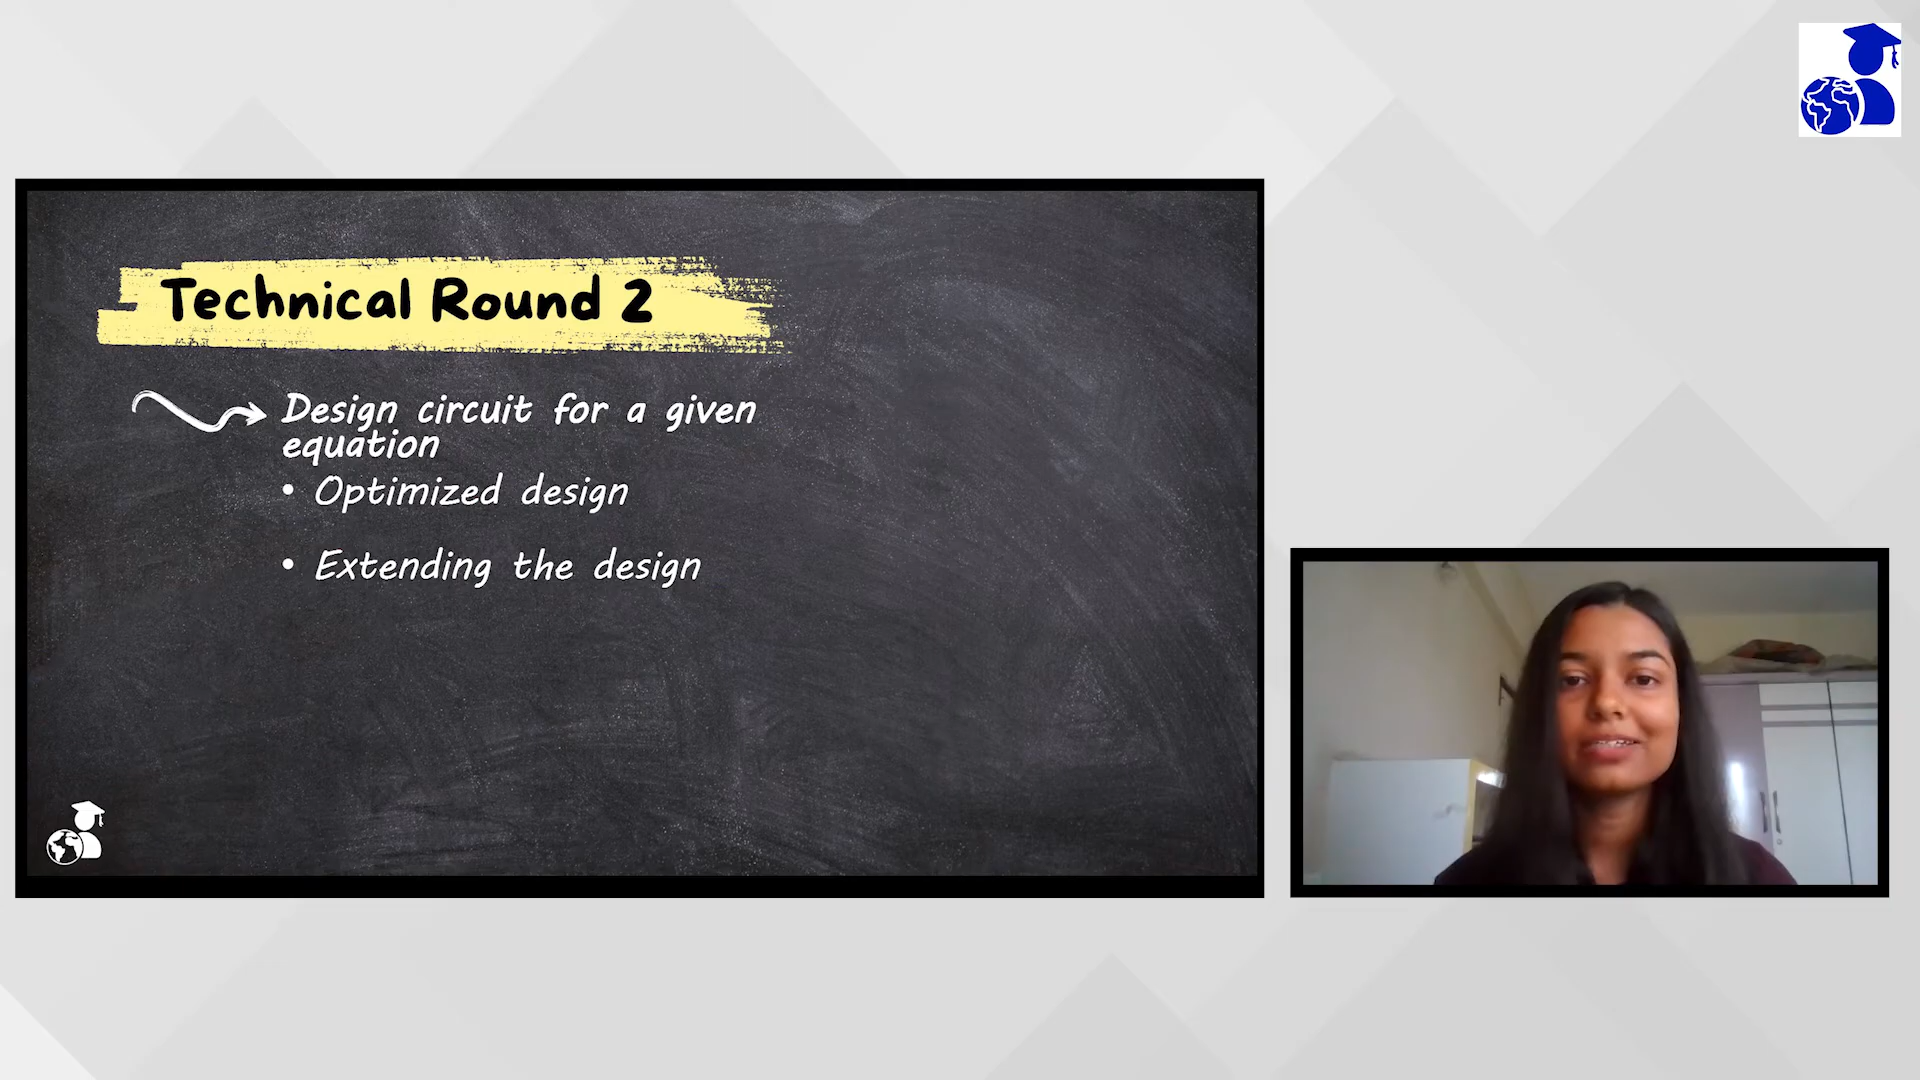 Technical Round 2
Design circuit for a given
equation
• Optimized design
• Extending the design